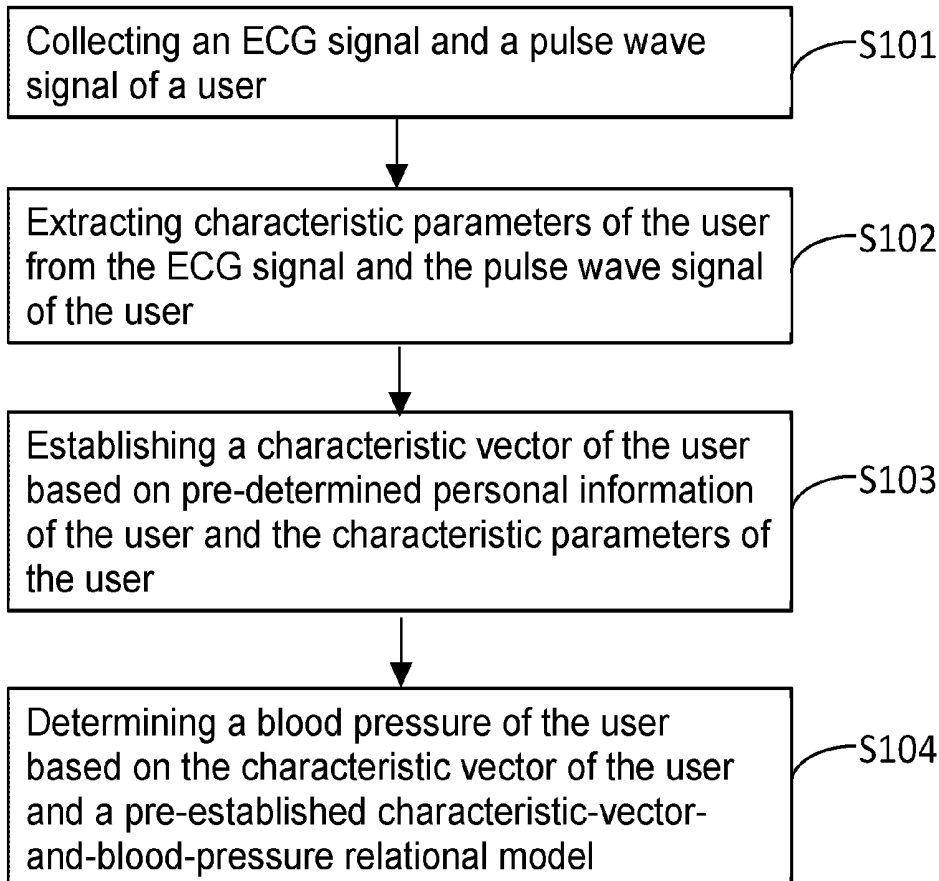 Collecting an ECG signal and a pulse wave
signal of a user
S101
Extracting characteristic parameters of the user
from the ECG signal and the pulse wave signal
of the user
S102
Establishing a characteristic vector of the user
based on pre-determined personal information
of the user and the characteristic parameters of
the user
S103
Determining a blood pressure of the user
based on the characteristic vector of the user
and a pre-established characteristic-vector-
and-blood-pressure relational model
S104